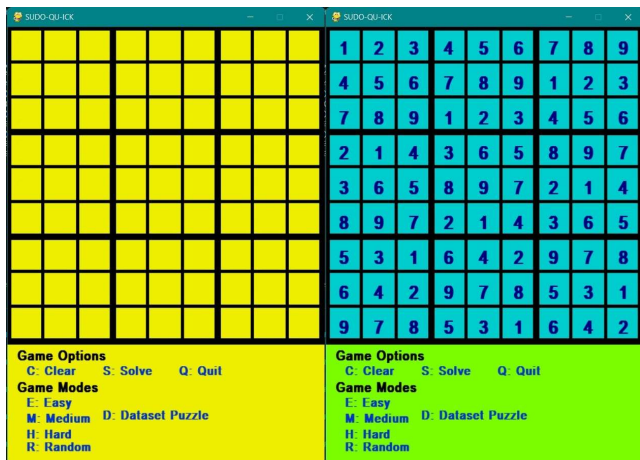 SUDO-QU-ICK
Game Options
C: Clear S: Solve Q: Quit
Game Modes
E: Easy
M: Medium D: Dataset Puzzle
H: Hard
R: Random
SUDO-QU-ICK
1 2 3 4 5 6 7 8 9
4 5 6 7 8 9 1 2 3
7 8 9 1 2 3 4 5 6
2 1 4 3 6 5 8 9 7
3 6 5 8 9 7 2 1 4
8 9 7 2 1 4 3 6 5
5 3 1 6 4 2 9 7 8
6 4 2 9 7 8 5 3 1
9 7 8 5 3 1 6 4 2
Game Options
C: Clear S: Solve Q: Quit
Game Modes
E: Easy
M: Medium D: Dataset Puzzle
H: Hard
R: Random